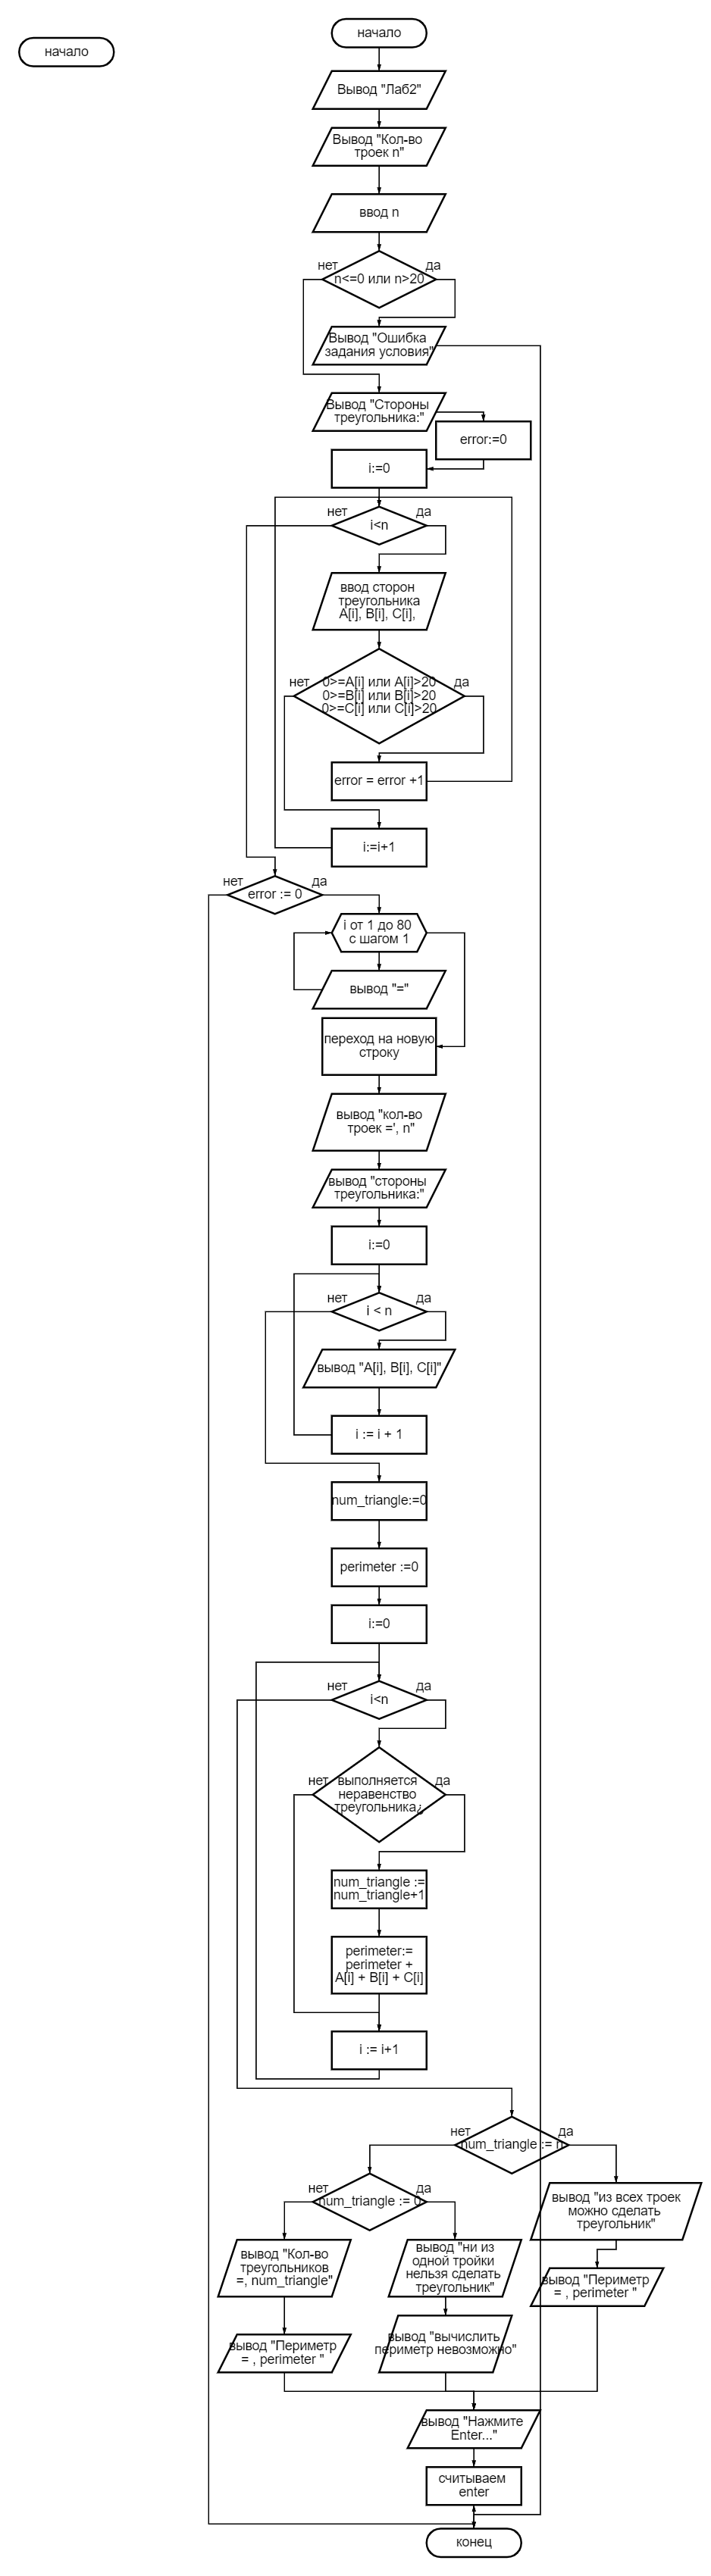 начало
начало
Вывод "Лаб2"
Вывод "Кол-во
троек n"
ввод n
нет
да
n<=0 или n>20
Вывод "Ошибка
задания условия"
Вывод "Стороны
треугольника:"
error:=0
i:=0
нет
да
i<n
ввод сторон
треугольника
A[i], B[i], C[i],
нет
да
0>=A[i] или A[i]>20
0>=B[i] или B[i]>20
0>=C[i] или C[i]>20
error = error +1
i:=i+1
нет
да
error := 0
i от 1 до 80
с шагом 1
вывод "="
переход на новую
строку
вывод "кол-во
троек =', n"
вывод "стороны
треугольника:"
i:=0
нет
да
i < n
вывод "A[i], B[i], C[i]"
i := i + 1
num_triangle:=0
perimeter :=0
i:=0
нет
да
i<n
нет
да
выполняется
неравенство
треугольника¿
num_triangle :=
num_triangle+1
perimeter:=
perimeter +
A[i] + B[i] + C[i]
i := i+1
нет
да
num_triangle := n
нет
да
num_triangle := 0
вывод "из всех троек
можно сделать
треугольник"
вывод "Кол-во
треугольников
=, num_triangle"
вывод "ни из
одной тройки
нельзя сделать
треугольник"
вывод "Периметр
= , perimeter "
вывод "Периметр
= , perimeter "
вывод "вычислить
периметр невозможно"
вывод "Нажмите
Enter..."
считываем
enter
конец